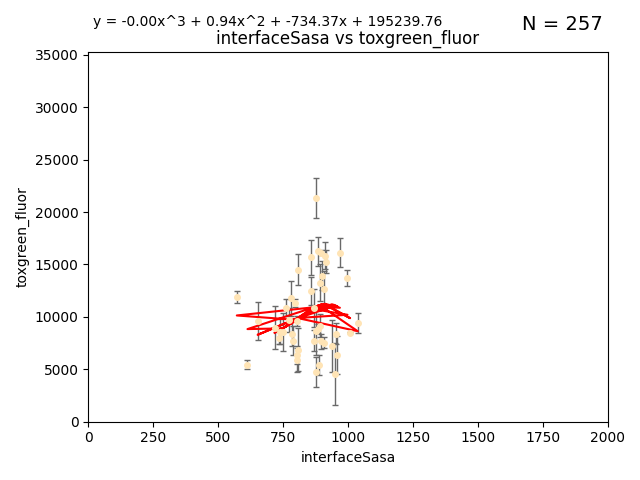 y = -0.00x^3 + 0.94x^2 + -734.37x + 195239.76
N = 257
interfaceSasa vs toxgreen_fluor
toxgreen_fluor
35000
30000
25000
20000
15000
10000
5000
0
0 250 500 750 1000 1250 1500 1750 2000
interfaceSasa